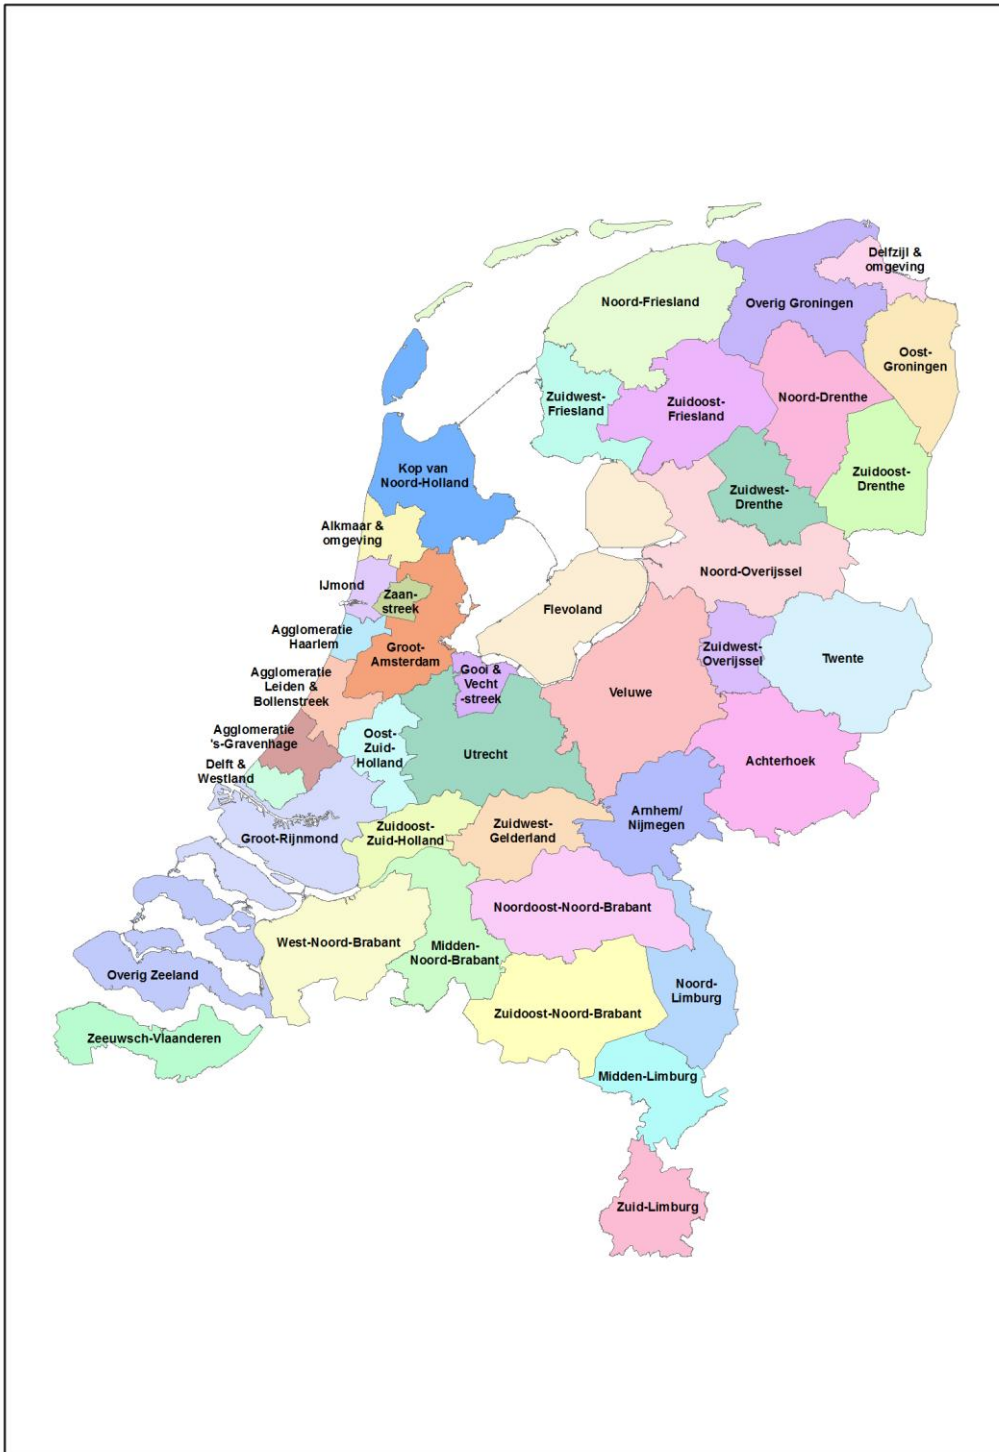 Delfzijl &
omgeving
Noord-Friesland
Overig Groningen
Oost-
Groningen
Zuidwest-
Friesland
Zuidoost-
Friesland
Noord-Drenthe
Kop van
Noord-Holland
Zuidwest-
Drenthe
Zuidoost-
Drenthe
Alkmaar &
omgeving
Noord-Overijssel
IJmond
Zaan-
streek
Flevoland
Agglomeratie
Haarlem
Groot-
Amsterdam
Zuidwest-
Overijssel
Twente
Agglomeratie
Leiden &
Bollenstreek
Gooi &
Vecht
-streek
Veluwe
Agglomeratie
's-Gravenhage
Oost-
Zuid-
Holland
Utrecht
Achterhoek
Delft &
Westland
Groot-Rijnmond
Zuidoost-
Zuid-Holland
Zuidwest-
Gelderland
Arnhem/
Nijmegen
Noordoost-Noord-Brabant
West-Noord-Brabant
Midden-
Noord-Brabant
Overig Zeeland
Noord-
Limburg
Zuidoost-Noord-Brabant
Zeeuwsch-Vlaanderen
Midden-Limburg
Zuid-Limburg